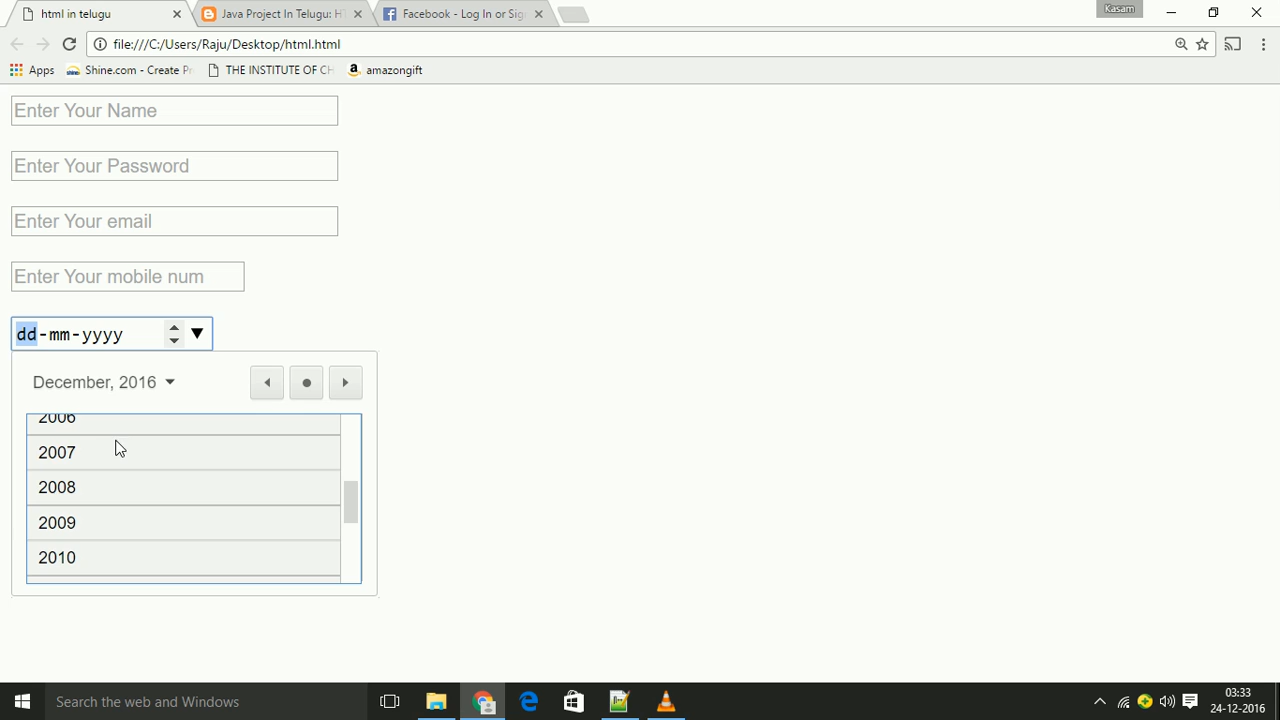 html in telugu
Java Project In Telugu: HT
Facebook - Log In or Sig
Kasam
file:///C:/Users/Raju/Desktop/html.html
Apps
Shine.com - Create Pr
THE INSTITUTE OF CH
amazongift
Enter Your Name
Enter Your Password
Enter Your email
Enter Your mobile num
dd-mm-yyyy
December, 2016
2006
2007
2008
2009
2010
Search the web and Windows
03:33
24-12-2016